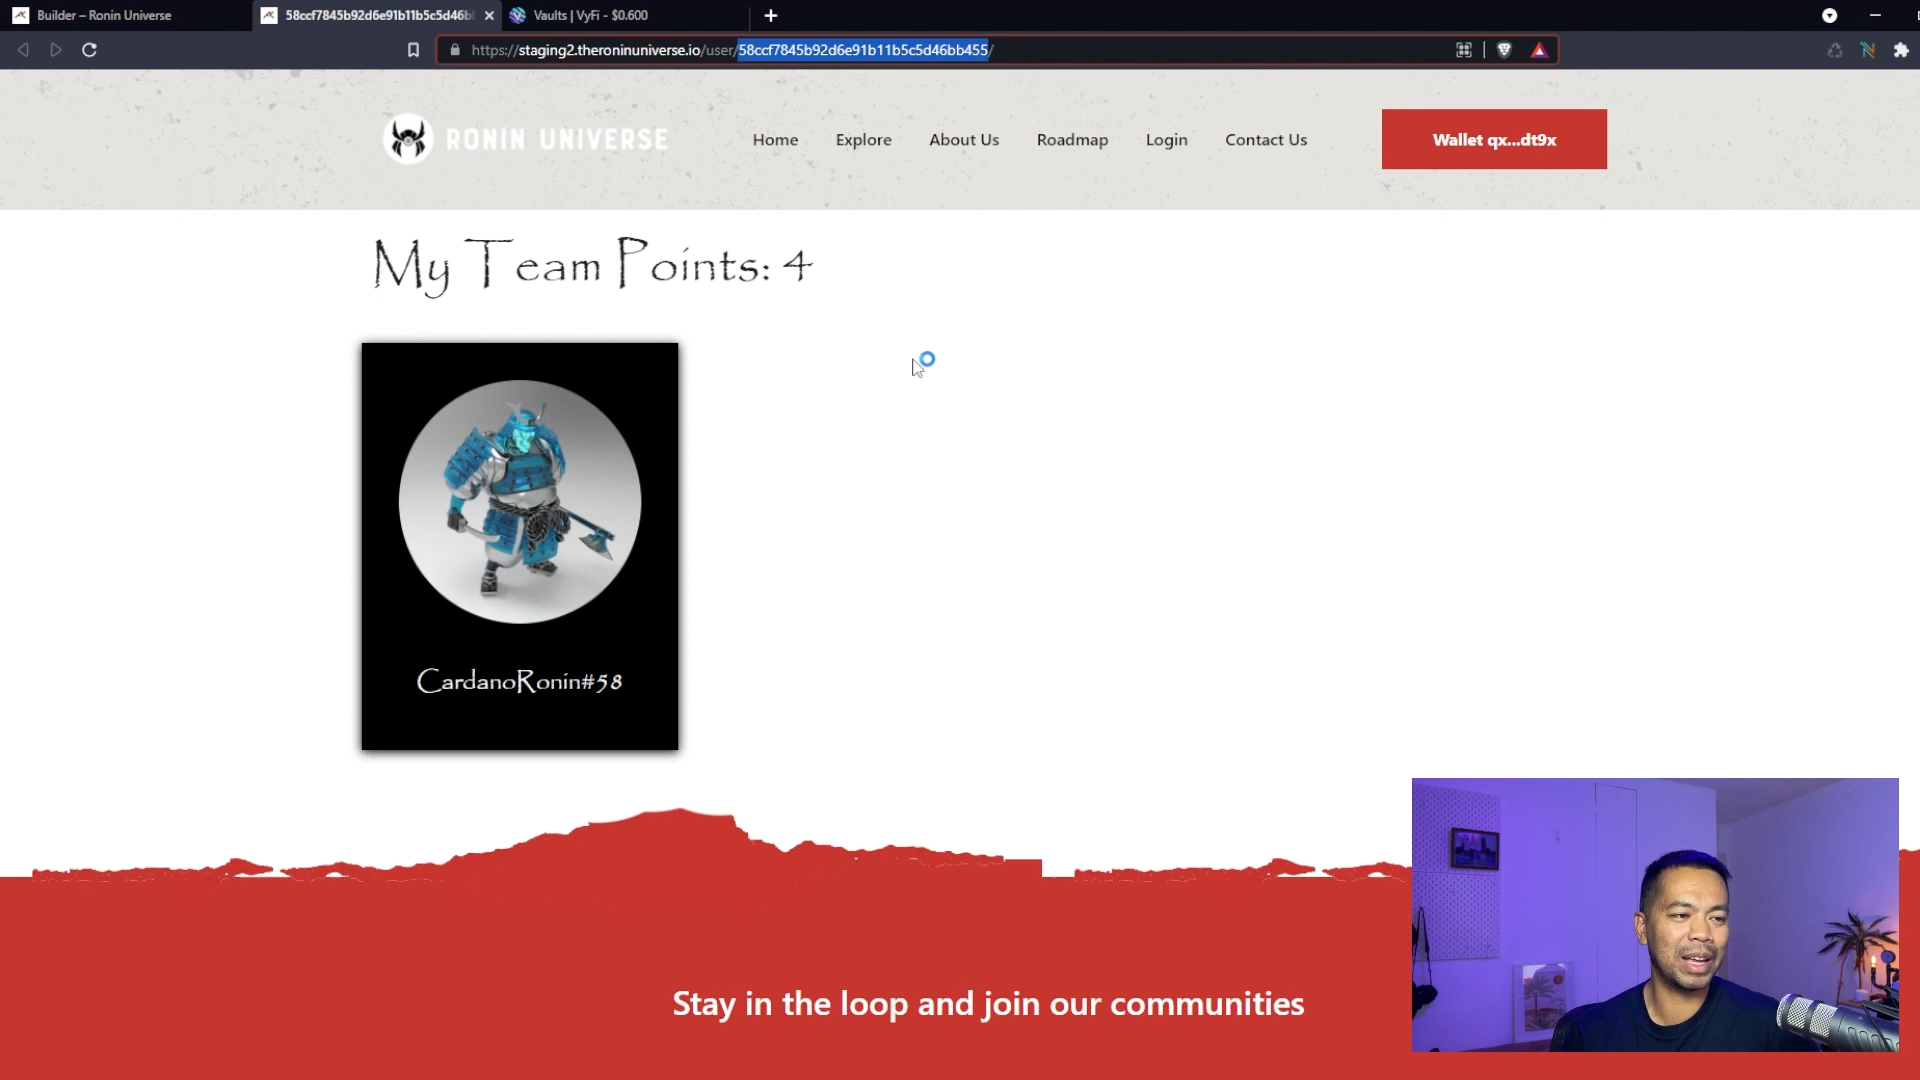 Builder – Ronin Universe
58ccf7845b92d6e91b11b5c5d46b
Vaults | VyFi - $0.600
https://staging2.theroninuniverse.io/user/58ccf7845b92d6e91b11b5c5d46bb455/
RONIN UNIVERSE
Home
Explore
About Us
Roadmap
Login
Contact Us
Wallet qx...dt9x
My Team Points: 4
CardanoRonin#58
Stay in the loop and join our communities